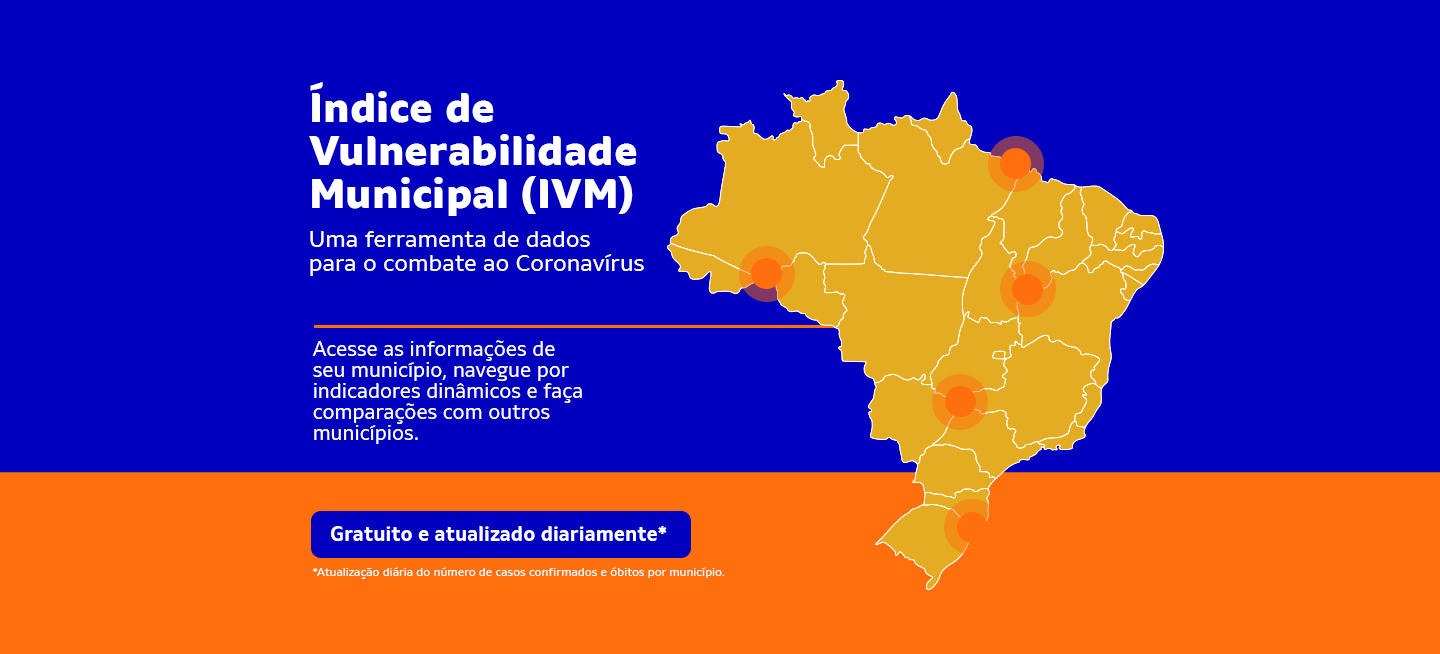 Índice de
Vulnerabilidade
Municipal (IVM)
Uma ferramenta de dados
para o combate ao Coronavírus
Acesse as informações de
seu município, navegue por
indicadores dinâmicos e faça
comparações com outros
municípios.
Gratuito e atualizado diariamente*
*Atualização diária do número de casos confirmados e óbitos por município.